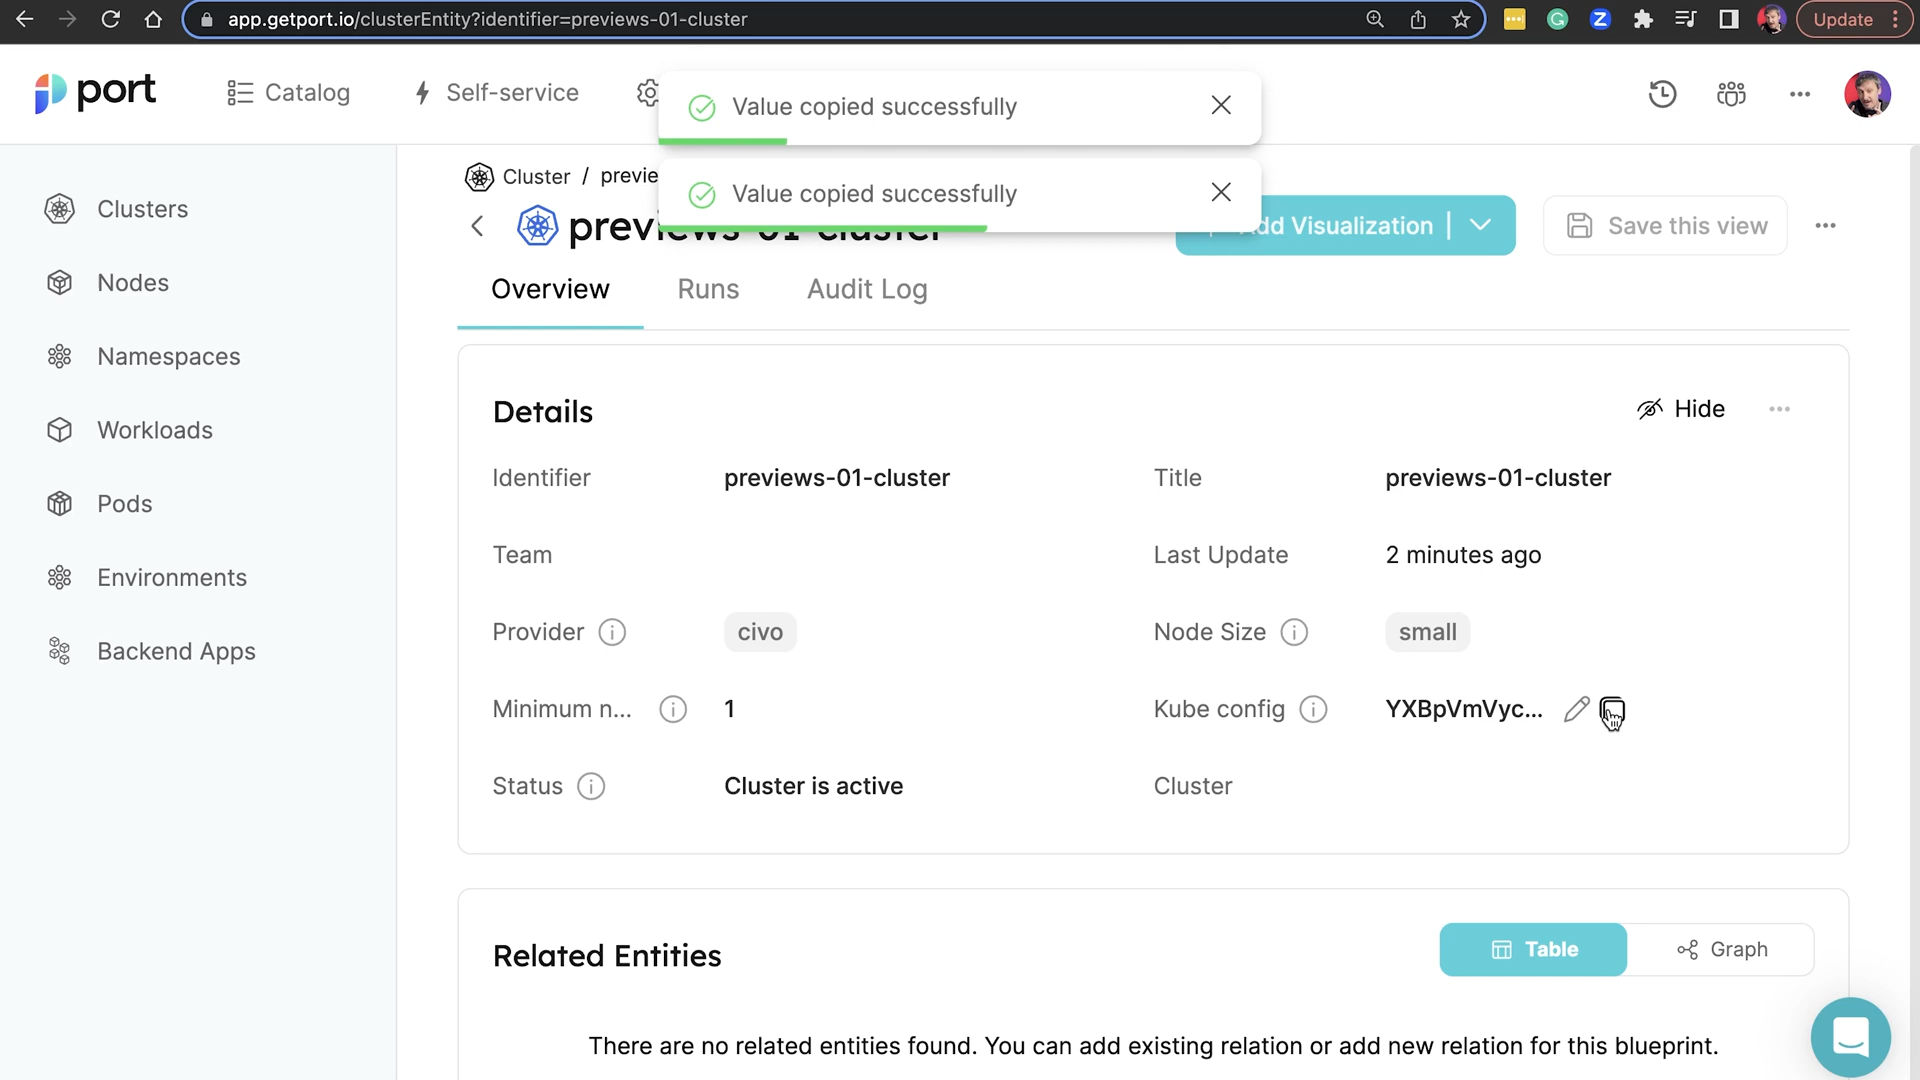 app.getport.io/clusterEntity?identifier=previews-01-cluster
Update
port
Catalog
Self-service
Value copied successfully
Value copied successfully
Cluster / previe
previews-01-cluster
Add Visualization
Save this view
Clusters
Nodes
Namespaces
Workloads
Pods
Environments
Backend Apps
Overview
Runs
Audit Log
Details
Hide
Identifier
previews-01-cluster
Title
previews-01-cluster
Team
Last Update
2 minutes ago
Provider
civo
Node Size
small
Minimum n...
1
Kube config
YXBpVmVyc...
Status
Cluster is active
Cluster
Related Entities
Table
Graph
There are no related entities found. You can add existing relation or add new relation for this blueprint.